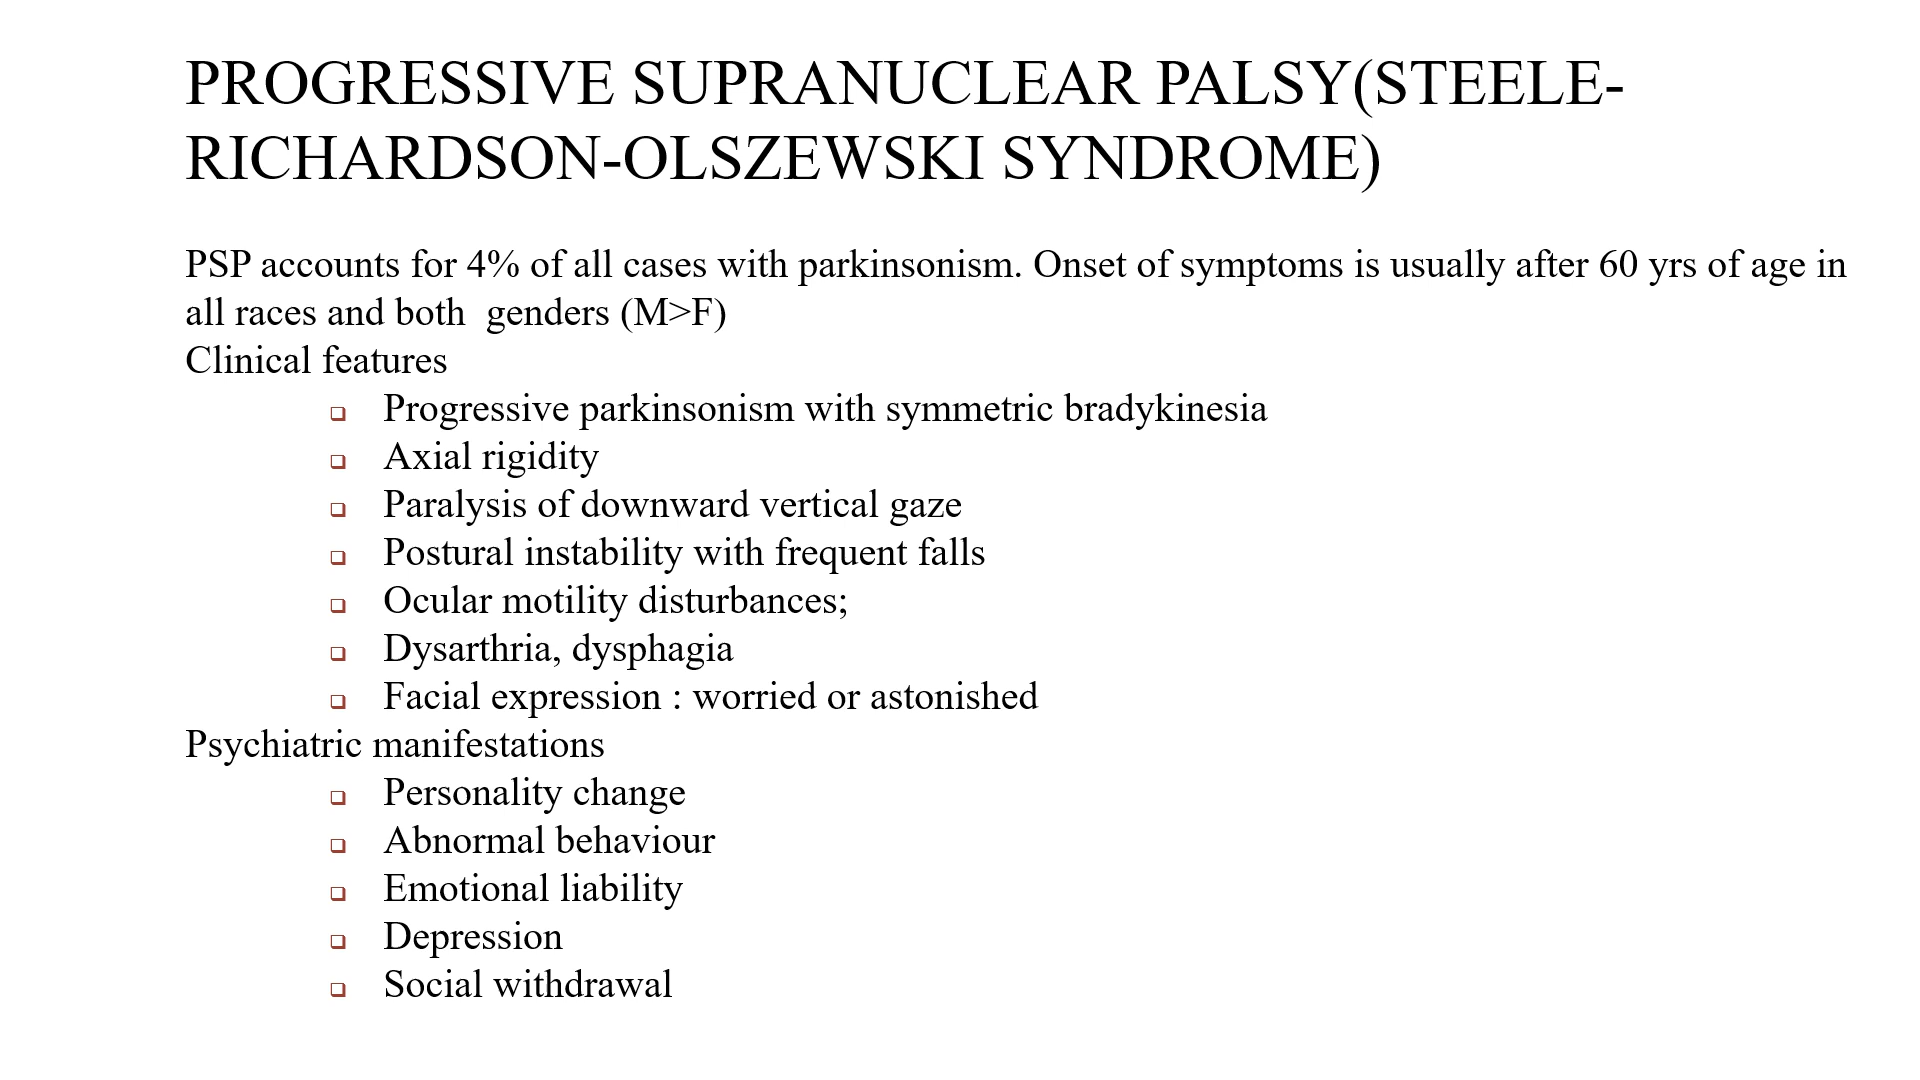 PROGRESSIVE SUPRANUCLEAR PALSY(STEELE-
RICHARDSON-OLSZEWSKI SYNDROME)
PSP accounts for 4% of all cases with parkinsonism. Onset of symptoms is usually after 60 yrs of age in
all races and both  genders (M>F)
Clinical features
❑ Progressive parkinsonism with symmetric bradykinesia
❑ Axial rigidity
❑ Paralysis of downward vertical gaze
❑ Postural instability with frequent falls
❑ Ocular motility disturbances;
❑ Dysarthria, dysphagia
❑ Facial expression : worried or astonished
Psychiatric manifestations
❑ Personality change
❑ Abnormal behaviour
❑ Emotional liability
❑ Depression
❑ Social withdrawal